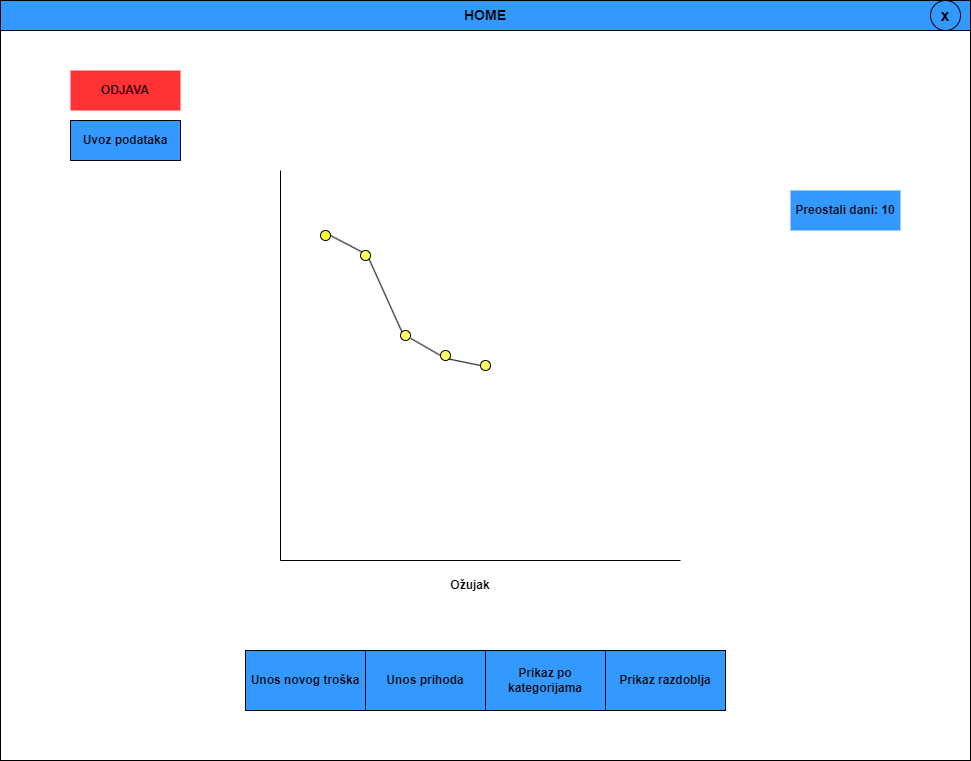 HOME
x
ODJAVA
Uvoz podataka
Preostali dani: 10
Ožujak
Unos novog troška
Unos prihoda
Prikaz po
kategorijama
Prikaz razdoblja